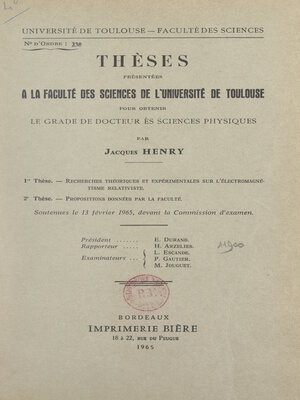 UNIVERSITÉ DE TOULOUSE — FACULTÉ DES SCIENCES
N° D'ORDRE :
THÈSES
PRÉSENTÉES
A LA FACULTÉ DES SCIENCES DE L'UNIVERSITÉ DE TOULOUSE
POUR OBTENIR
LE GRADE DE DOCTEUR ÈS SCIENCES PHYSIQUES
PAR
JACQUES HENRY
1re Thèse. — RECHERCHES THÉORIQUES ET EXPÉRIMENTALES SUR L'ÉLECTROMAGNÉ-
TISME RELATIVISTE.
2e Thèse. — PROPOSITIONS DONNÉES PAR LA FACULTÉ.
Soutenues le 13 février 1965, devant la Commission d'examen.
Président ....... E. DURAND.
Rapporteur .... H. ARZELIES.
Examinateurs ... L. ESCANDE.
P. GAUTIER.
M. JOUGUET.
11900
BORDEAUX
IMPRIMERIE BIÈRE
18 à 22, RUE DU PEUGUE
1965